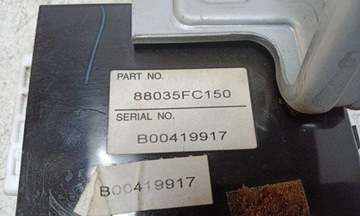 PART NO.
88035FC150
SERIAL NO.
B00419917
B00419917